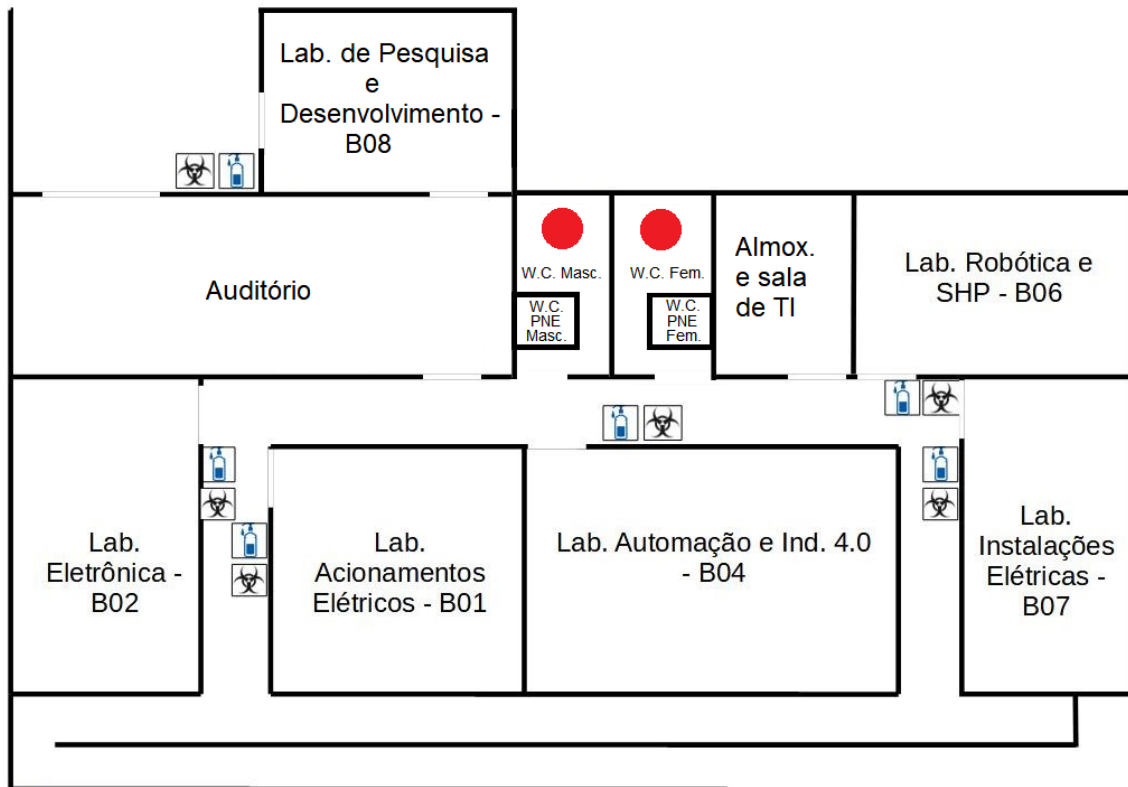 Lab. de Pesquisa
e
Desenvolvimento -
B08
Auditório
W.C. Masc.
W.C.
PNE
Masc.
W.C. Fem.
W.C.
PNE
Fem.
Almox.
e sala
de TI
Lab. Robótica e
SHP - B06
Lab.
Eletrônica -
B02
Lab.
Acionamentos
Elétricos - B01
Lab. Automação e Ind. 4.0
- B04
Lab.
Instalações
Elétricas -
B07